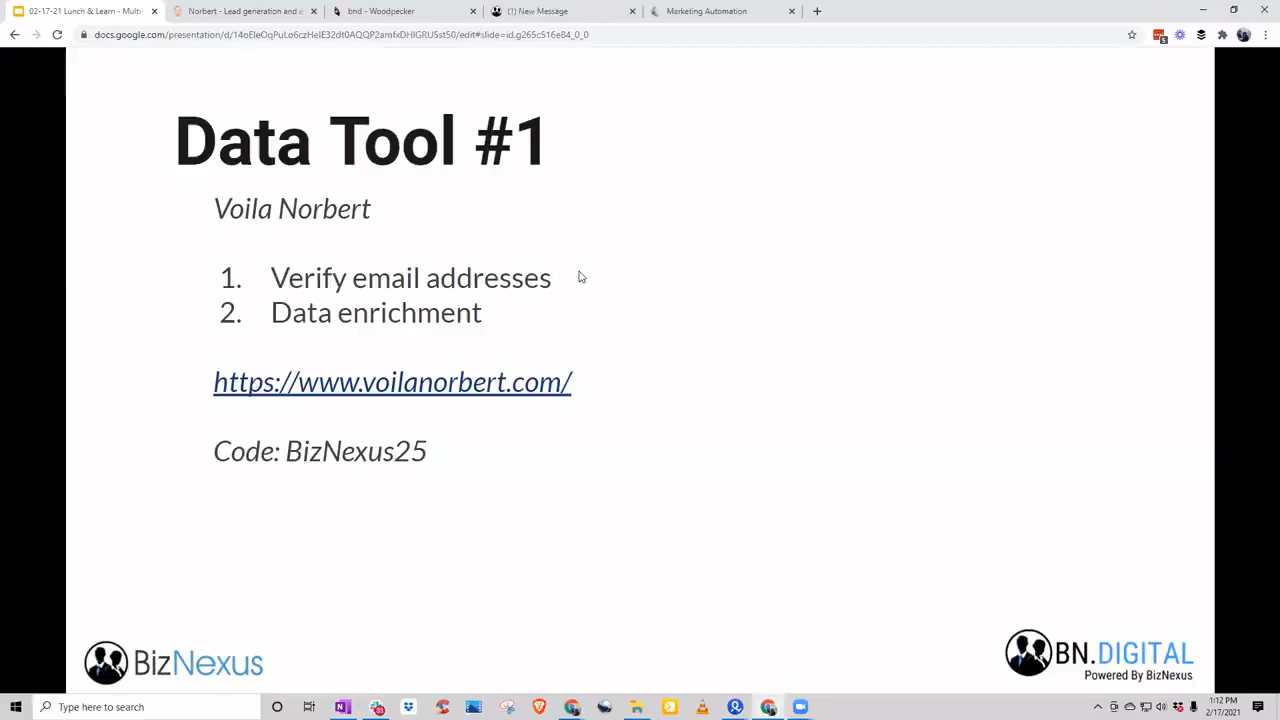 02-17-21 Lunch & Learn - Multi-
Norbert - Lead generation and e
bnd - Woodpecker
(1) New Message
Marketing Automation
Data Tool #1
Voila Norbert
1. Verify email addresses
2. Data enrichment
https://www.voilanorbert.com/
Code: BizNexus25
BizNexus
BN.DIGITAL
Powered By BizNexus
Type here to search
1:12 PM
2/17/2021